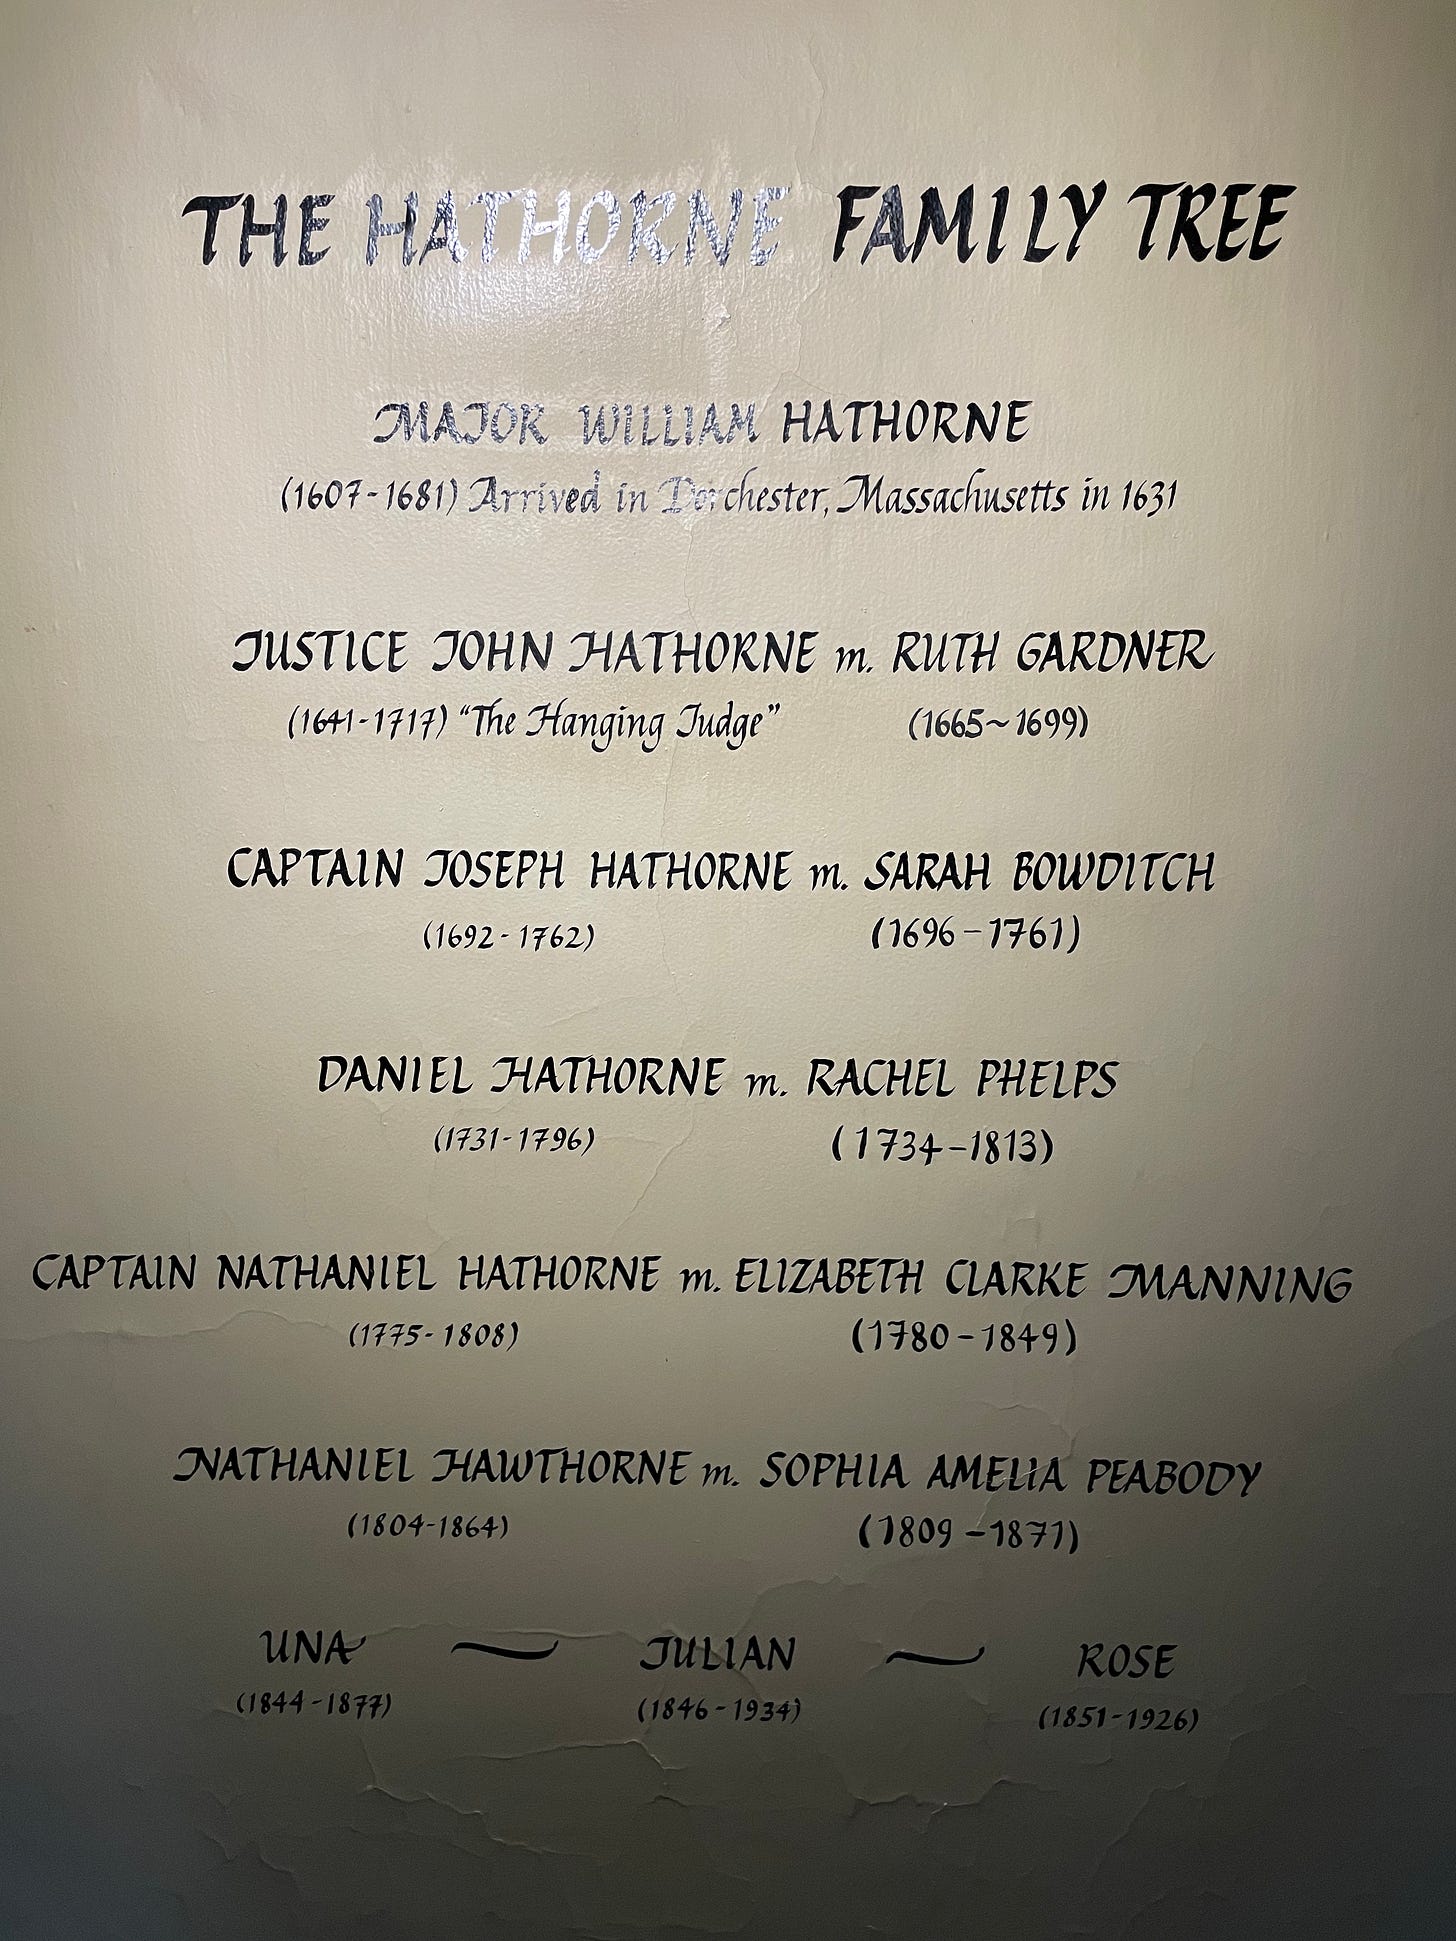 THE HATHORNE FAMILY TREE
MAJOR WILLIAM HATHORNE
(1607-1681) Arrived in Dorchester, Massachusetts in 1631
JUSTICE JOHN HATHORNE m. RUTH GARDNER
(1641-1717) "The Hanging Judge" (1665~1699)
CAPTAIN JOSEPH HATHORNE m. SARAH BOWDITCH
(1692-1762) (1696-1761)
DANIEL HATHORNE m. RACHEL PHELPS
(1731-1796) (1734-1813)
CAPTAIN NATHANIEL HATHORNE m. ELIZABETH CLARKE MANNING
(1775-1808) (1780-1849)
NATHANIEL HAWTHORNE m. SOPHIA AMELIA PEABODY
(1804-1864) (1809-1871)
UNA ~ JULIAN ~ ROSE
(1844-1877) (1846-1934) (1851-1926)